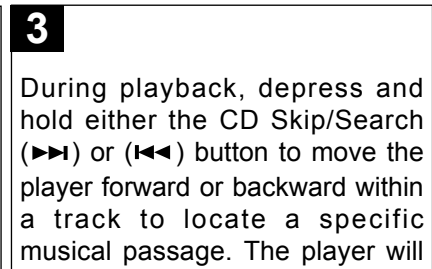 3
During playback, depress and
hold either the CD Skip/Search
(▶▶I) or (I◀◀) button to move the
player forward or backward within
a track to locate a specific
musical passage. The player will